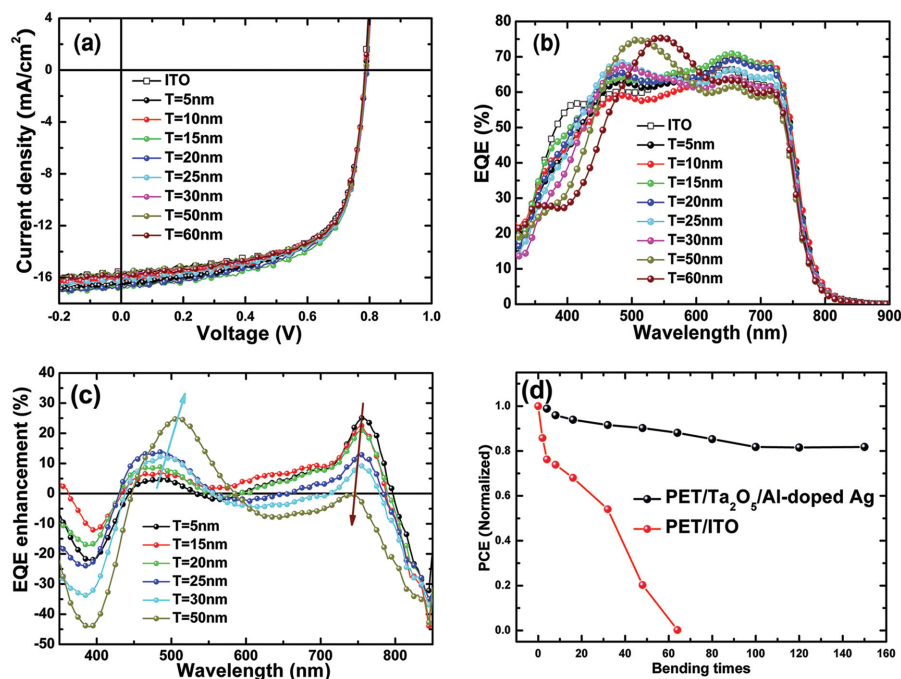 (a)
Current density (mA/cm²)
4
0
-4
-8
-12
-16
ITO
T=5nm
T=10nm
T=15nm
T=20nm
T=25nm
T=30nm
T=50nm
T=60nm
-0.2 0.0 0.2 0.4 0.6 0.8 1.0
Voltage (V)
(b)
EQE (%)
80
70
60
50
40
30
20
10
0
ITO
T=5nm
T=10nm
T=15nm
T=20nm
T=25nm
T=30nm
T=50nm
T=60nm
400 500 600 700 800 900
Wavelength (nm)
(c)
EQE enhancement (%)
40
30
20
10
0
-10
-20
-30
-40
-50
T=5nm
T=15nm
T=20nm
T=25nm
T=30nm
T=50nm
400 500 600 700 800
Wavelength (nm)
(d)
PCE (Normalized)
1.0
0.8
0.6
0.4
0.2
0.0
PET/Ta₂O₅/Al-doped Ag
PET/ITO
0 20 40 60 80 100 120 140 160
Bending times